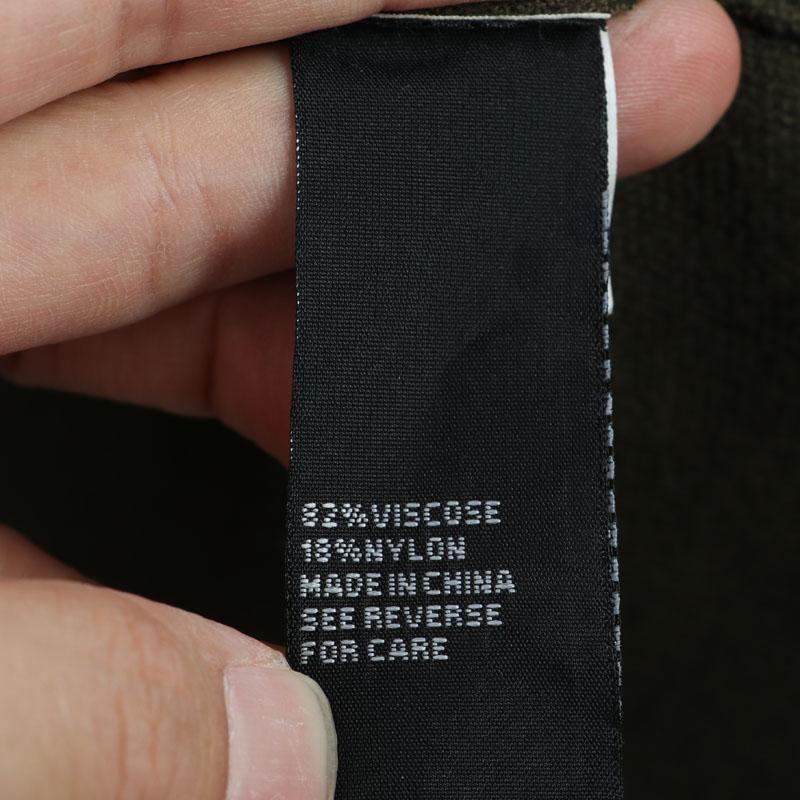 82% VISCOSE
18% NYLON
MADE IN CHINA
SEE REVERSE
FOR CARE